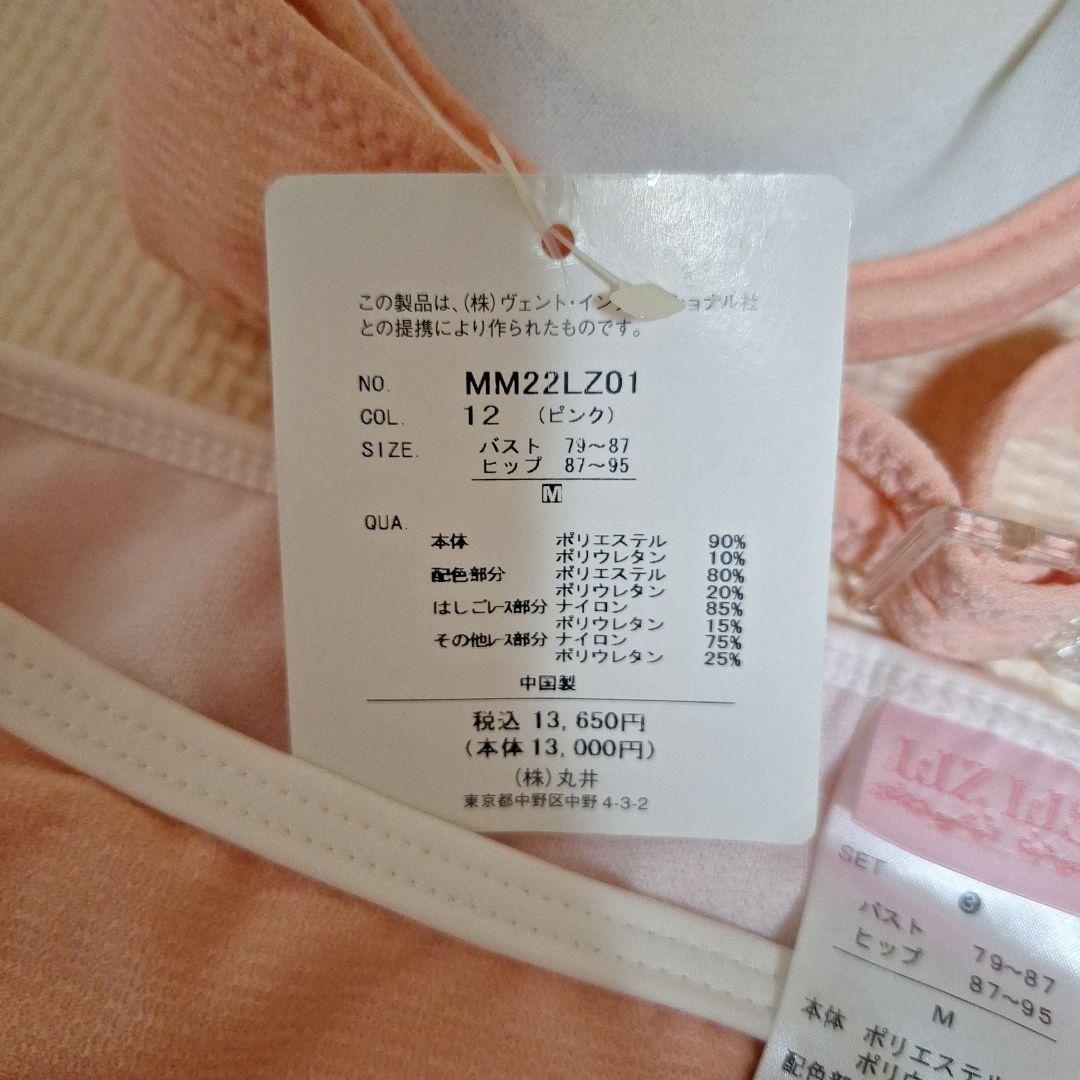 この製品は、(株)ヴェント・イン ョナル社
との提携により作られたものです。
NO. MM22LZ01
COL. 12 (ピンク)
SIZE. バスト 79〜87
ヒップ 87〜95
M
QUA.
本体 ポリエステル 90%
ポリウレタン 10%
配色部分 ポリエステル 80%
ポリウレタン 20%
はしごレース部分 ナイロン 85%
ポリウレタン 15%
その他レース部分 ナイロン 75%
ポリウレタン 25%
中国製
税込 13,650円
(本体 13,000円)
(株)丸井
東京都中野区中野 4-3-2
SET ③
バスト 79〜87
ヒップ 87〜95
M
本体 ポリエステル
配色部